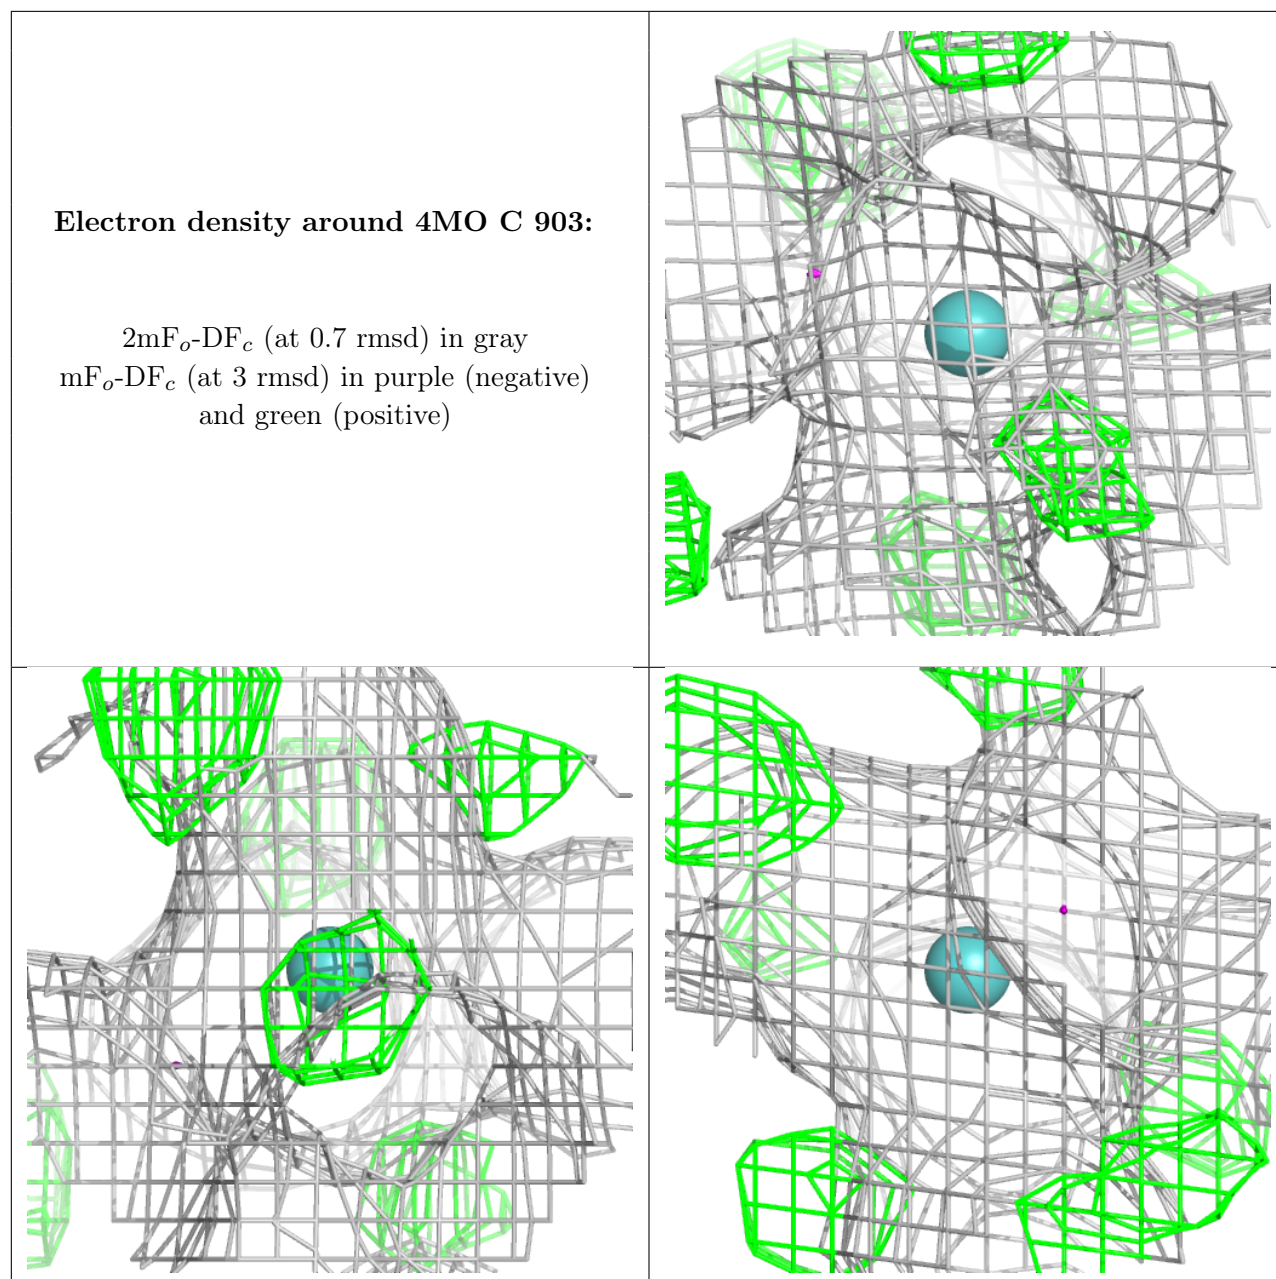 Electron density around 4MO C 903:
2mFo-DFc (at 0.7 rmsd) in gray
mFo-DFc (at 3 rmsd) in purple (negative)
and green (positive)